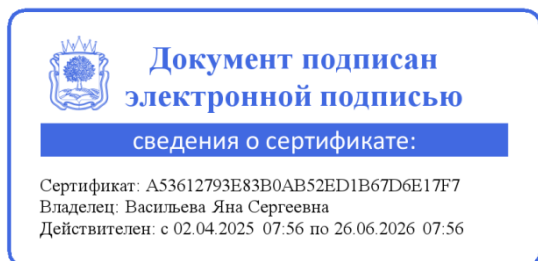 Документ подписан
электронной подписью
сведения о сертификате:
Сертификат: A53612793E83B0AB52ED1B67D6E17F7
Владелец: Васильева Яна Сергеевна
Действителен: с 02.04.2025 07:56 по 26.06.2026 07:56